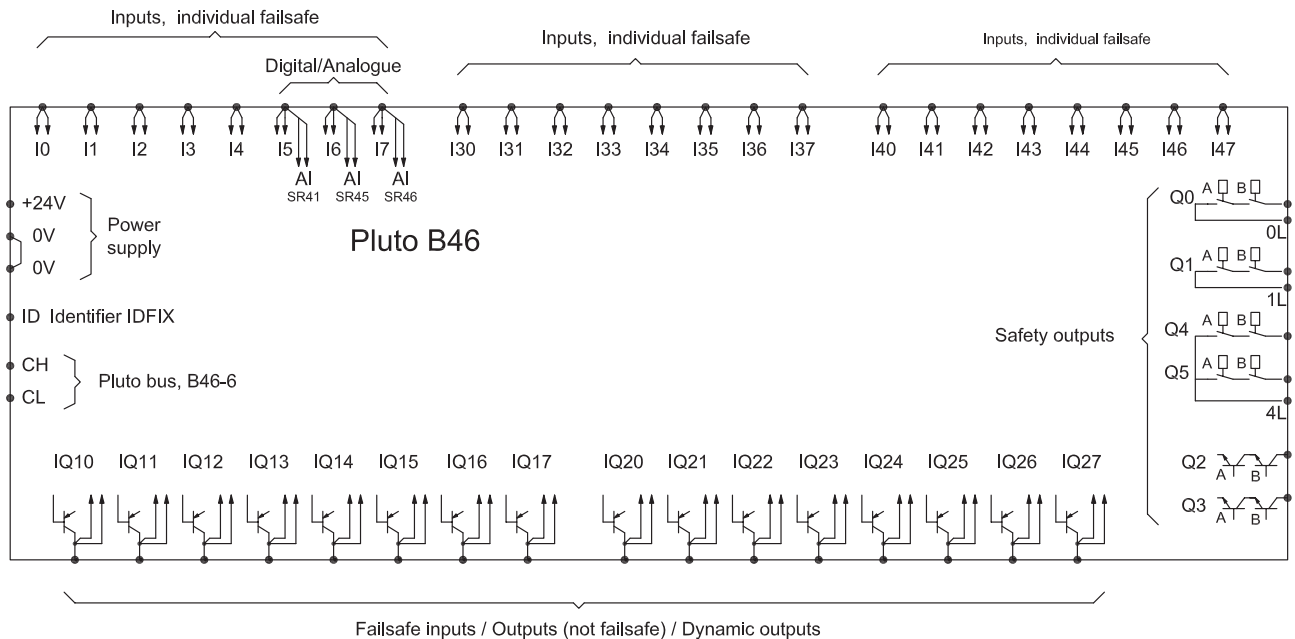 Inputs, individual failsafe
Inputs, individual failsafe
Inputs, individual failsafe
Digital/Analogue
I0 I1 I2 I3 I4 I5 I6 I7 I30 I31 I32 I33 I34 I35 I36 I37 I40 I41 I42 I43 I44 I45 I46 I47
AI AI AI
SR41 SR45 SR46
+24V
0V
0V
Power
supply
Pluto B46
ID Identifier IDFIX
CH
CL
Pluto bus, B46-6
Safety outputs
Q0 A B
0L
Q1 A B
1L
Q4 A B
Q5 A B
4L
Q2 A B
Q3 A B
IQ10 IQ11 IQ12 IQ13 IQ14 IQ15 IQ16 IQ17 IQ20 IQ21 IQ22 IQ23 IQ24 IQ25 IQ26 IQ27
Failsafe inputs / Outputs (not failsafe) / Dynamic outputs